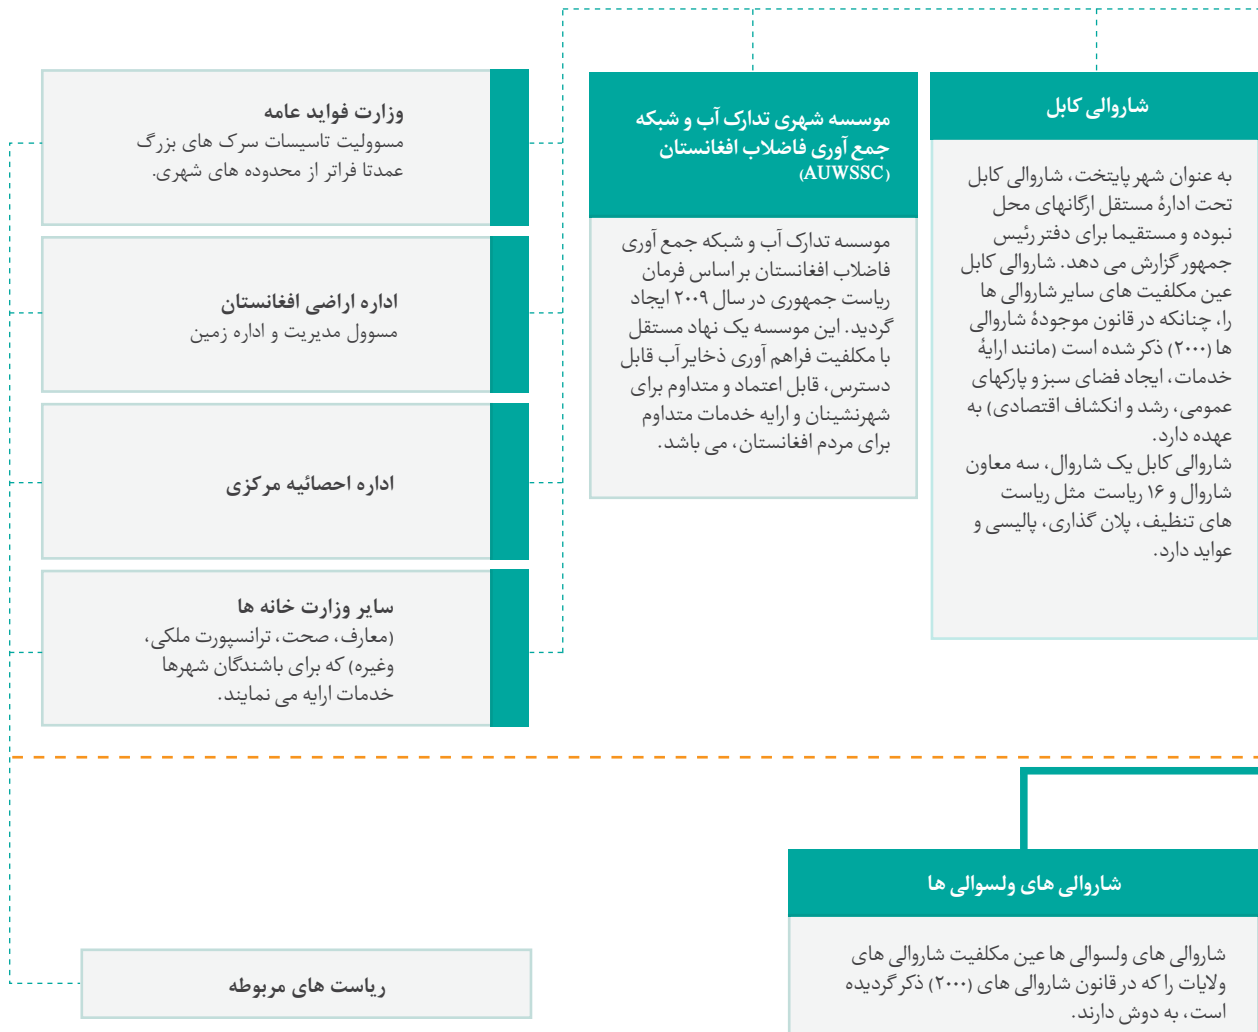 شاروالی کابل
به عنوان شهر پایتخت، شاروالی کابل
تحت ادارۀ مستقل ارگانهای محل
نبوده و مستقیما برای دفتر رئیس
جمهور گزارش می دهد. شاروالی کابل
عین مکلفیت های سایر شاروالی ها
را، چنانکه در قانون موجودۀ شاروالی
ها (۲۰۰۰) ذکر شده است (مانند ارایۀ
خدمات، ایجاد فضای سبز و پارکهای
عمومی، رشد و انکشاف اقتصادی) به
عهده دارد.
شاروالی کابل یک شاروال، سه معاون
شاروال و ۱۶ ریاست مثل ریاست
های تنظیف، پلان گذاری، پالیسی و
عواید دارد.
موسسه شهری تدارک آب و شبکه
جمع آوری فاضلاب افغانستان
(AUWSSC)
موسسه تدارک آب و شبکه جمع آوری
فاضلاب افغانستان بر اساس فرمان
ریاست جمهوری در سال ۲۰۰۹ ایجاد
گردید. این موسسه یک نهاد مستقل
با مکلفیت فراهم آوری ذخایر آب قابل
دسترس، قابل اعتماد و متداوم برای
شهرنشینان و ارایه خدمات متداوم
برای مردم افغانستان، می باشد.
وزارت فواید عامه
مسوولیت تاسیسات سرک های بزرگ
عمدتا فراتر از محدوده های شهری.
اداره اراضی افغانستان
مسوول مدیریت و اداره زمین
اداره احصائیه مرکزی
سایر وزارت خانه ها
(معارف، صحت، ترانسپورت ملکی،
وغیره) که برای باشندگان شهرها
خدمات ارایه می نمایند.
شاروالی های ولسوالی ها
شاروالی های ولسوالی ها عین مکلفیت شاروالی های
ولایات را که در قانون شاروالی های (۲۰۰۰) ذکر گردیده
است، به دوش دارند.
ریاست های مربوطه